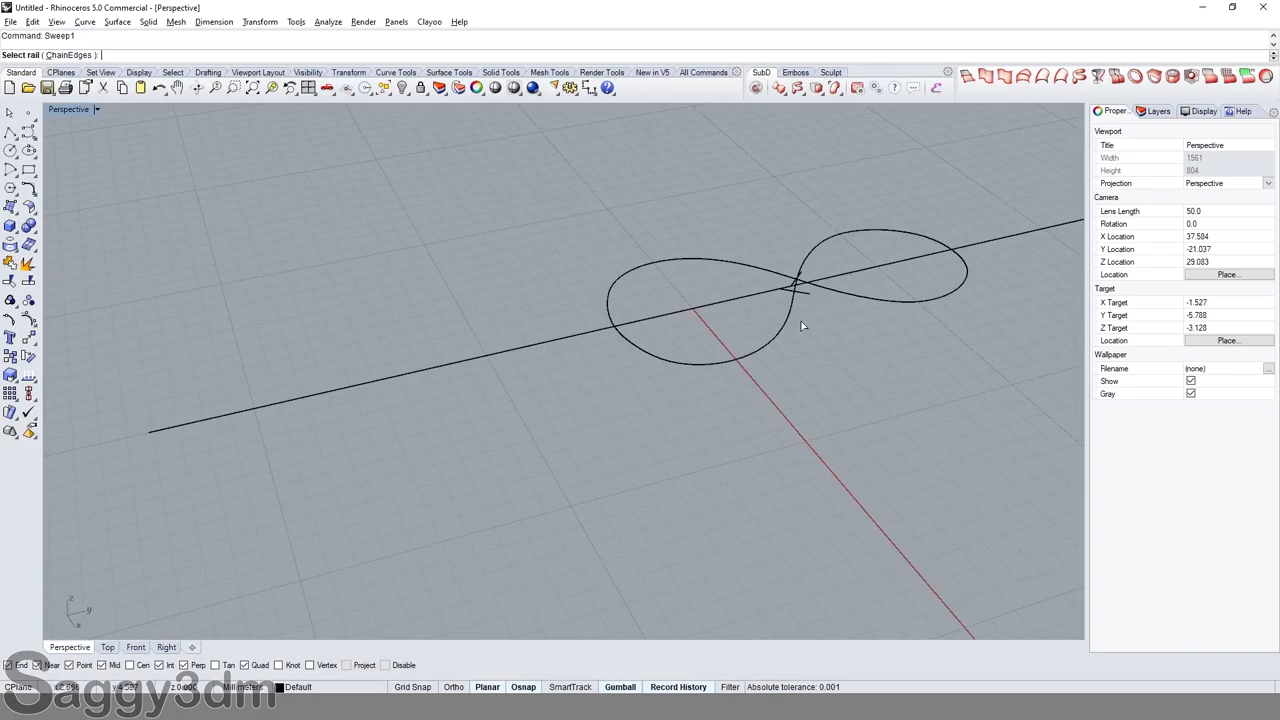 Untitled - Rhinoceros 5.0 Commercial - [Perspective]
File Edit View Curve Surface Solid Mesh Dimension Transform Tools Analyze Render Panels Clayoo Help
Command: Sweep1
Select rail ( ChainEdges ):
Standard CPlanes Set View Display Select Drafting Viewport Layout Visibility Transform Curve Tools Surface Tools Solid Tools Mesh Tools Render Tools New in V5 All Commands SubD Emboss Sculpt
Perspective
Proper... Layers Display Help
Viewport
Title Perspective
Width 1561
Height 804
Projection Perspective
Camera
Lens Length 50.0
Rotation 0.0
X Location 37.584
Y Location -21.037
Z Location 29.083
Location Place...
Target
X Target -1.527
Y Target -5.788
Z Target -3.128
Location Place...
Wallpaper
Filename (none) ...
Show
Gray
z
y
x
Perspective Top Front Right
End Near Point Mid Cen Int Perp Tan Quad Knot Vertex Project Disable
CPlane 4.597 z 0.000 Millimeters Default Grid Snap Ortho Planar Osnap SmartTrack Gumball Record History Filter Absolute tolerance: 0.001
Saggy3dm